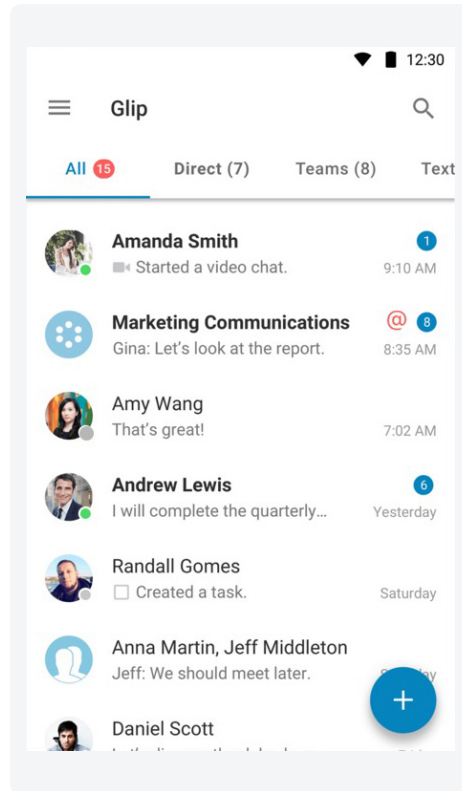 12:30
Glip
All 15 Direct (7) Teams (8) Text
Amanda Smith 1
Started a video chat. 9:10 AM
Marketing Communications @ 8
Gina: Let's look at the report. 8:35 AM
Amy Wang
That's great! 7:02 AM
Andrew Lewis 6
I will complete the quarterly... Yesterday
Randall Gomes
Created a task. Saturday
Anna Martin, Jeff Middleton
Jeff: We should meet later.
+
Daniel Scott